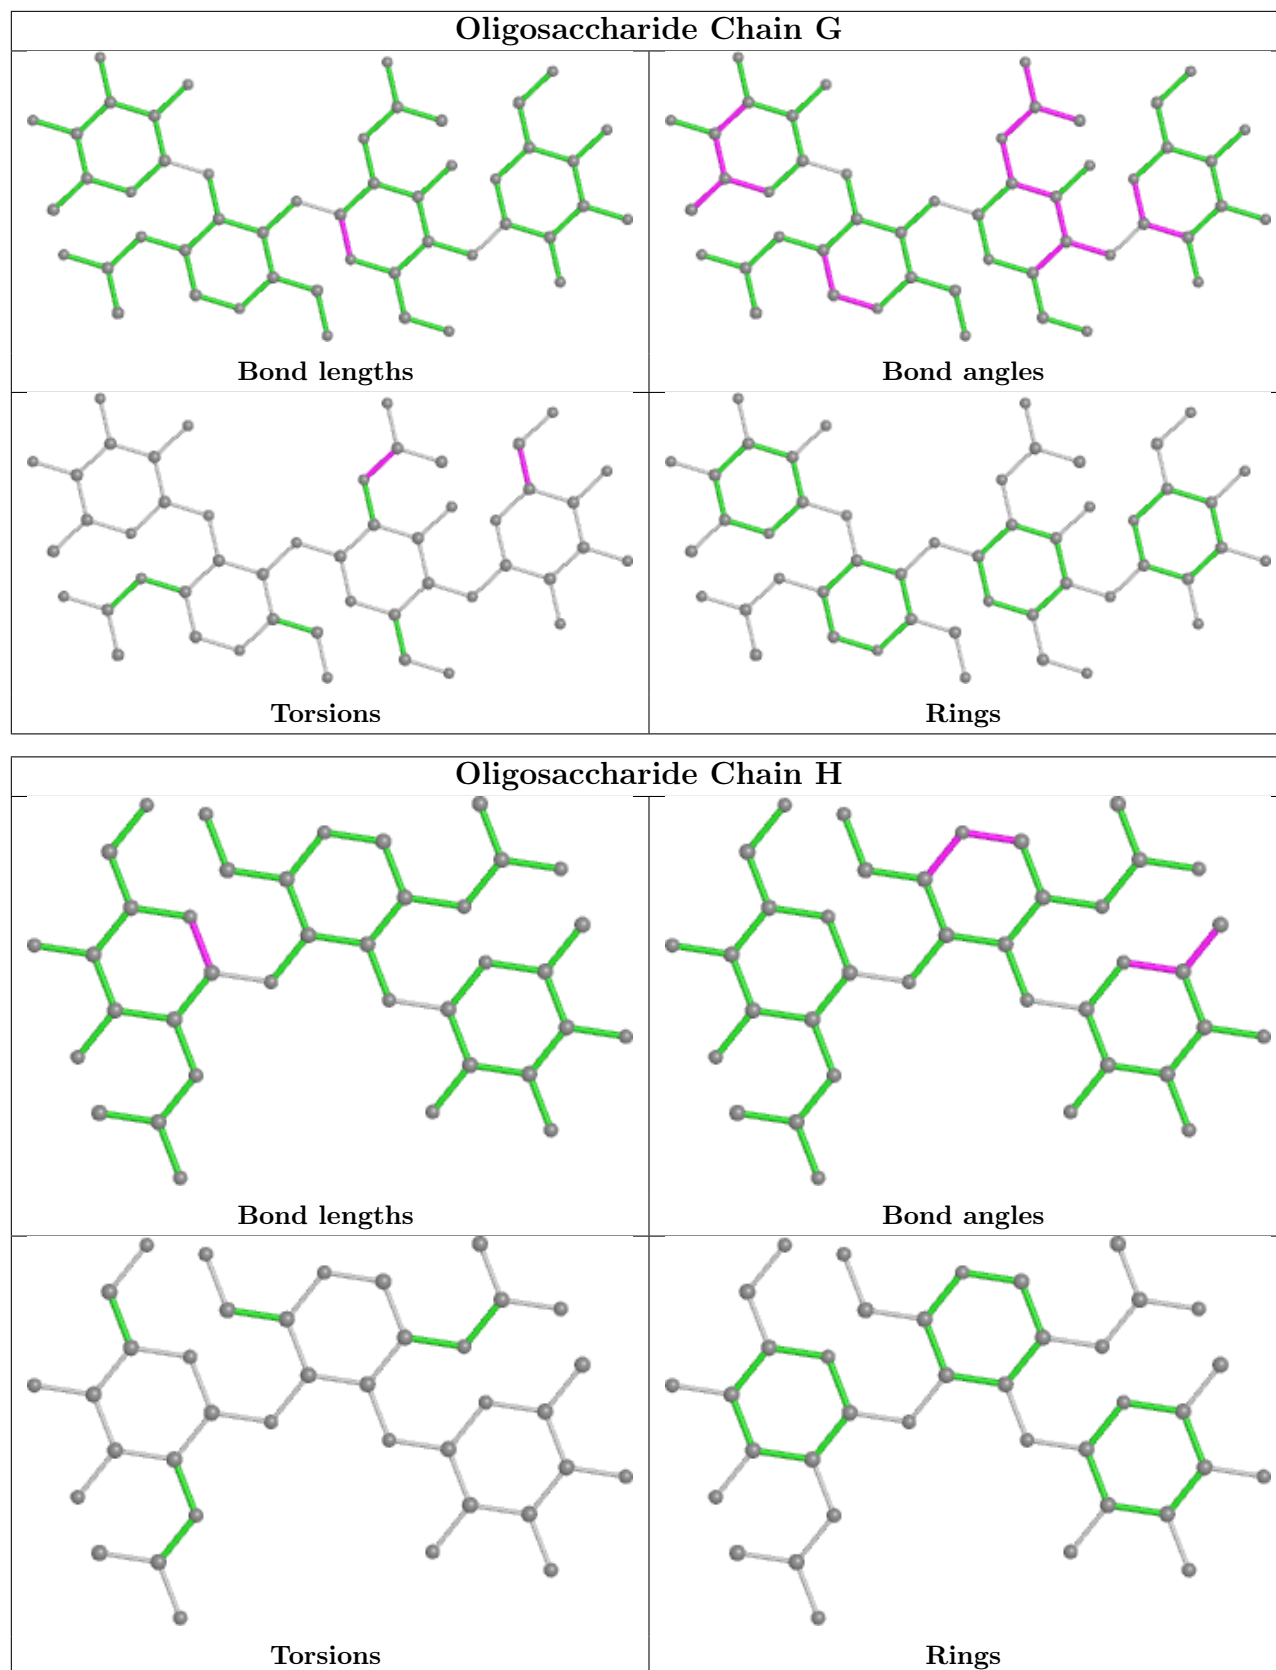 Oligosaccharide Chain G
Bond lengths
Bond angles
Torsions
Rings
Oligosaccharide Chain H
Bond lengths
Bond angles
Torsions
Rings